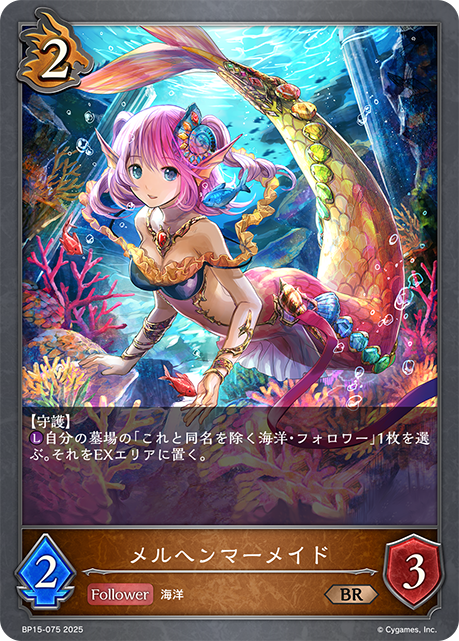 2
【守護】
Ⓛ自分の墓場の「これと同名を除く海洋・フォロワー」1枚を選
ぶ。それをEXエリアに置く。
メルヘンマーメイド
2
Follower 海洋
BR
3
BP15-075 2025
© Cygames, Inc.